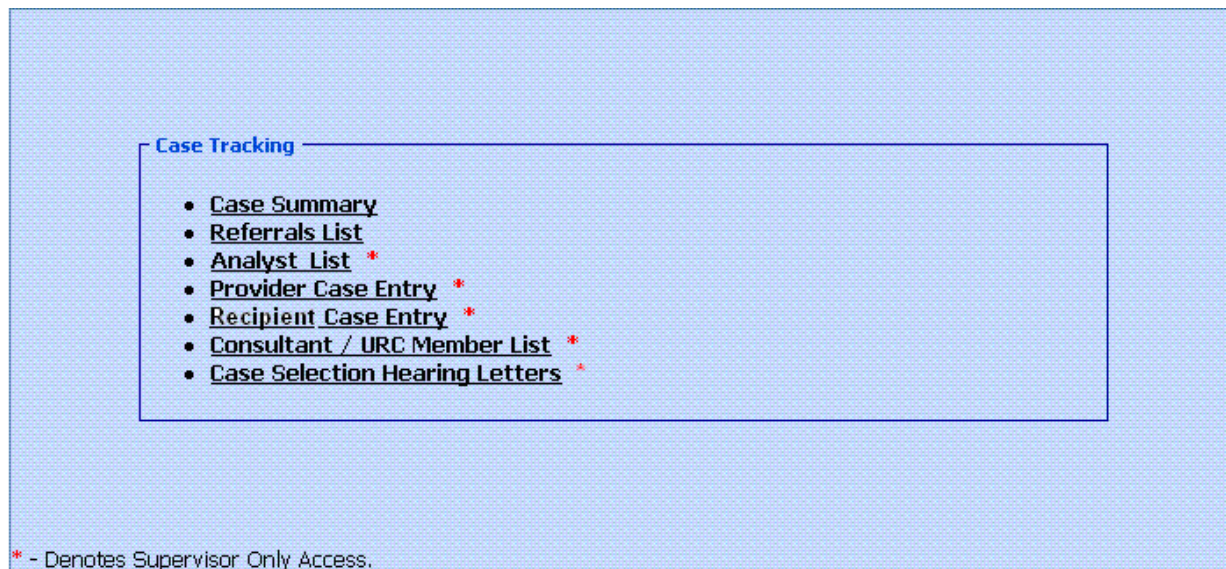 Case Tracking
• Case Summary
• Referrals List
• Analyst List *
• Provider Case Entry *
• Recipient Case Entry *
• Consultant / URC Member List *
• Case Selection Hearing Letters *
* - Denotes Supervisor Only Access.